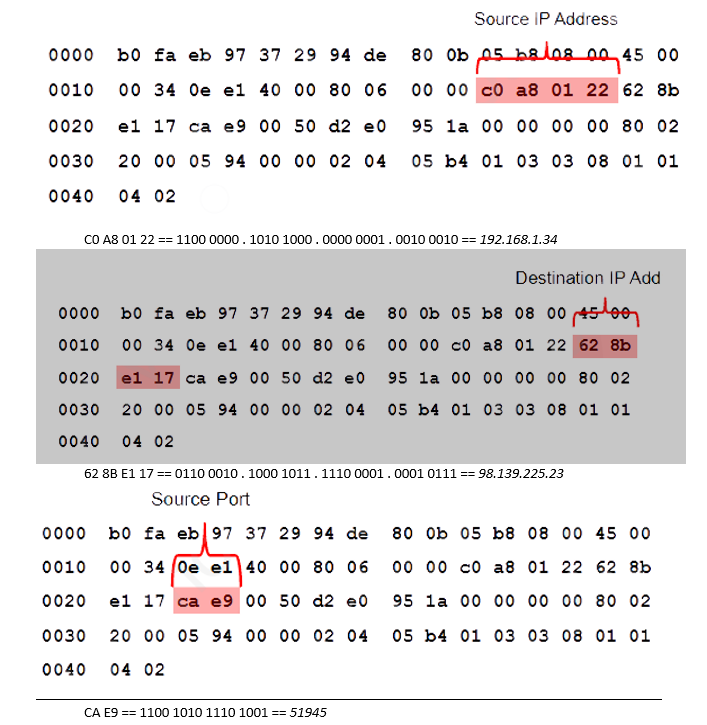 Source IP Address
0000 b0 fa eb 97 37 29 94 de 80 0b 05 b8 08 00 45 00
0010 00 34 0e e1 40 00 80 06 00 00 c0 a8 01 22 62 8b
0020 e1 17 ca e9 00 50 d2 e0 95 1a 00 00 00 00 80 02
0030 20 00 05 94 00 00 02 04 05 b4 01 03 03 08 01 01
0040 04 02
C0 A8 01 22 == 1100 0000 . 1010 1000 . 0000 0001 . 0010 0010 == 192.168.1.34
Destination IP Add
0000 b0 fa eb 97 37 29 94 de 80 0b 05 b8 08 00 45 00
0010 00 34 0e e1 40 00 80 06 00 00 c0 a8 01 22 62 8b
0020 e1 17 ca e9 00 50 d2 e0 95 1a 00 00 00 00 80 02
0030 20 00 05 94 00 00 02 04 05 b4 01 03 03 08 01 01
0040 04 02
62 8B E1 17 == 0110 0010 . 1000 1011 . 1110 0001 . 0001 0111 == 98.139.225.23
Source Port
0000 b0 fa eb 97 37 29 94 de 80 0b 05 b8 08 00 45 00
0010 00 34 0e e1 40 00 80 06 00 00 c0 a8 01 22 62 8b
0020 e1 17 ca e9 00 50 d2 e0 95 1a 00 00 00 00 80 02
0030 20 00 05 94 00 00 02 04 05 b4 01 03 03 08 01 01
0040 04 02
CA E9 == 1100 1010 1110 1001 == 51945